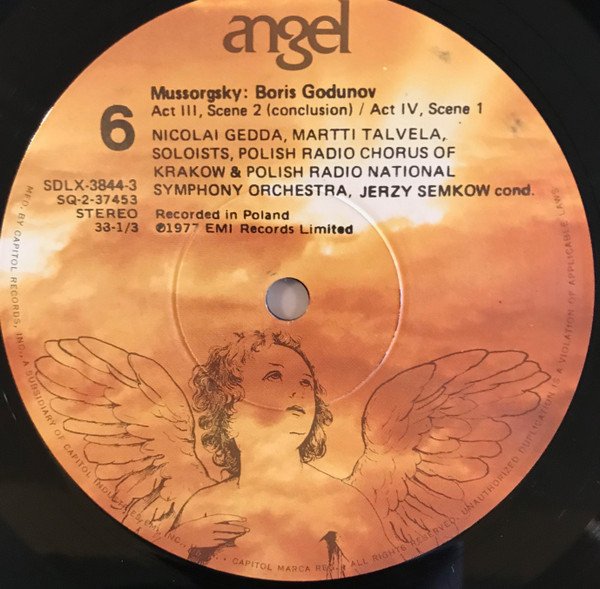 angel
Mussorgsky: Boris Godunov
Act III, Scene 2 (conclusion) / Act IV, Scene 1
6
NICOLAI GEDDA, MARTTI TALVELA,
SOLOISTS, POLISH RADIO CHORUS OF
KRAKOW & POLISH RADIO NATIONAL
SYMPHONY ORCHESTRA, JERZY SEMKOW cond.
SDLX-3844-3
SQ-2-37453
STEREO
33-1/3
Recorded in Poland
℗1977 EMI Records Limited
MFD. BY CAPITOL RECORDS, INC., A SUBSIDIARY OF CAPITOL INDUSTRIES, INC., CAPITOL MARCA REG. ALL RIGHTS RESERVED. UNAUTHORIZED DUPLICATION IS A VIOLATION OF APPLICABLE LAWS